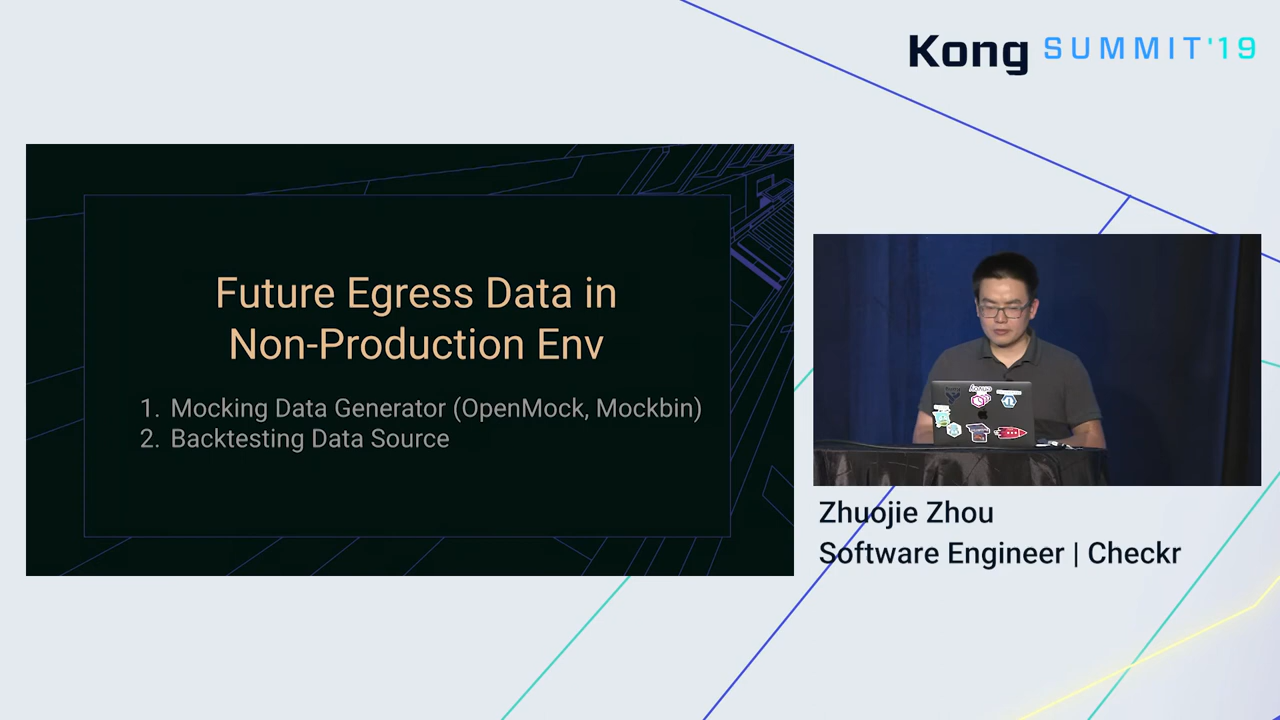 Kong SUMMIT'19
Future Egress Data in
Non-Production Env
1. Mocking Data Generator (OpenMock, Mockbin)
2. Backtesting Data Source
Zhuojie Zhou
Software Engineer | Checkr